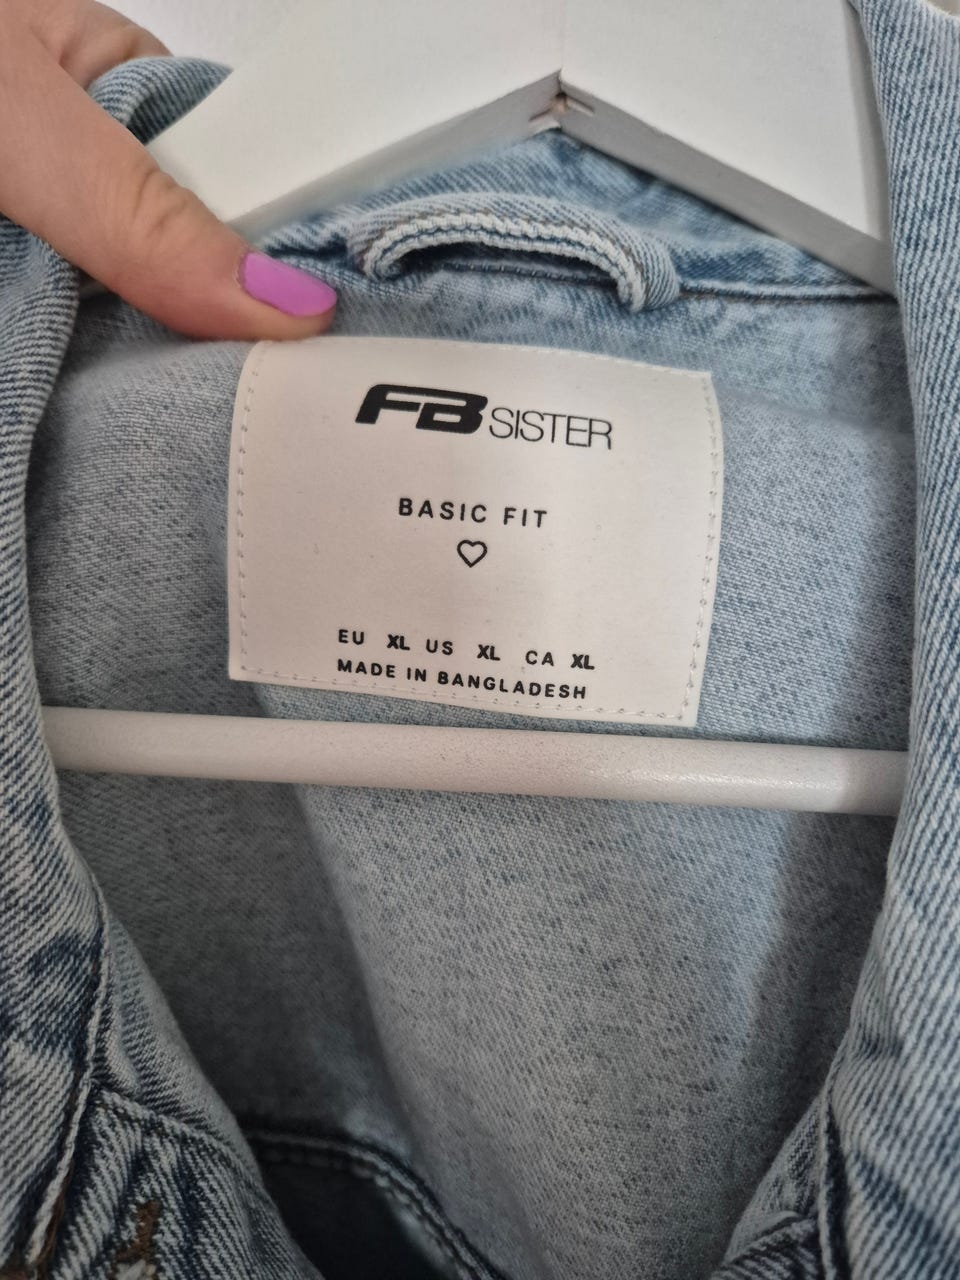 FB SISTER
BASIC FIT
EU XL US XL CA XL
MADE IN BANGLADESH